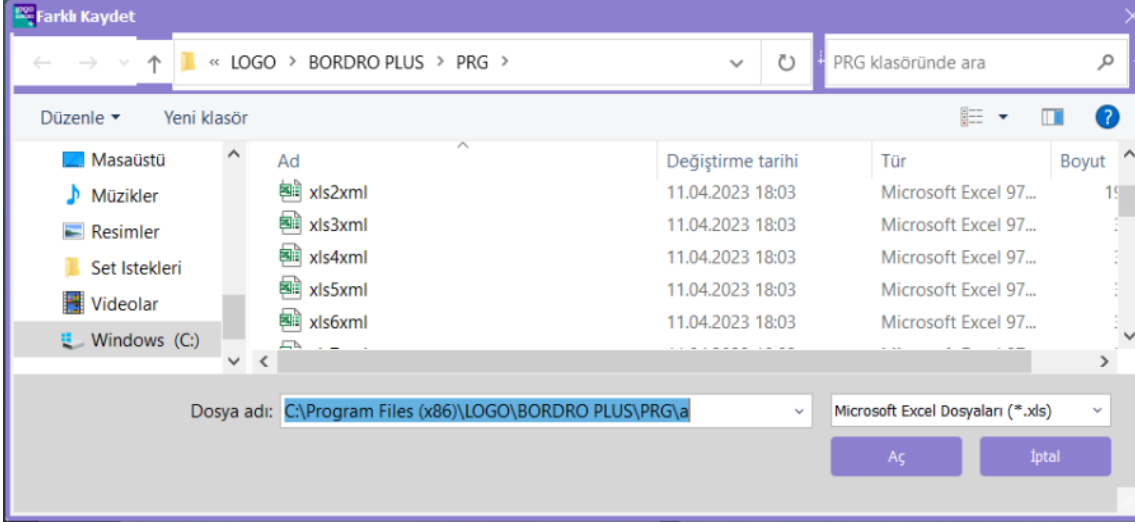 Farklı Kaydet
« LOGO > BORDRO PLUS > PRG >
PRG klasöründe ara
Düzenle Yeni klasör
Masaüstü
Müzikler
Resimler
Set Istekleri
Videolar
Windows (C:)
Ad Değiştirme tarihi Tür Boyut
xls2xml 11.04.2023 18:03 Microsoft Excel 97...
xls3xml 11.04.2023 18:03 Microsoft Excel 97...
xls4xml 11.04.2023 18:03 Microsoft Excel 97...
xls5xml 11.04.2023 18:03 Microsoft Excel 97...
xls6xml 11.04.2023 18:03 Microsoft Excel 97...
Dosya adı: C:\Program Files (x86)\LOGO\BORDRO PLUS\PRG\a
Microsoft Excel Dosyaları (*.xls)
Aç İptal